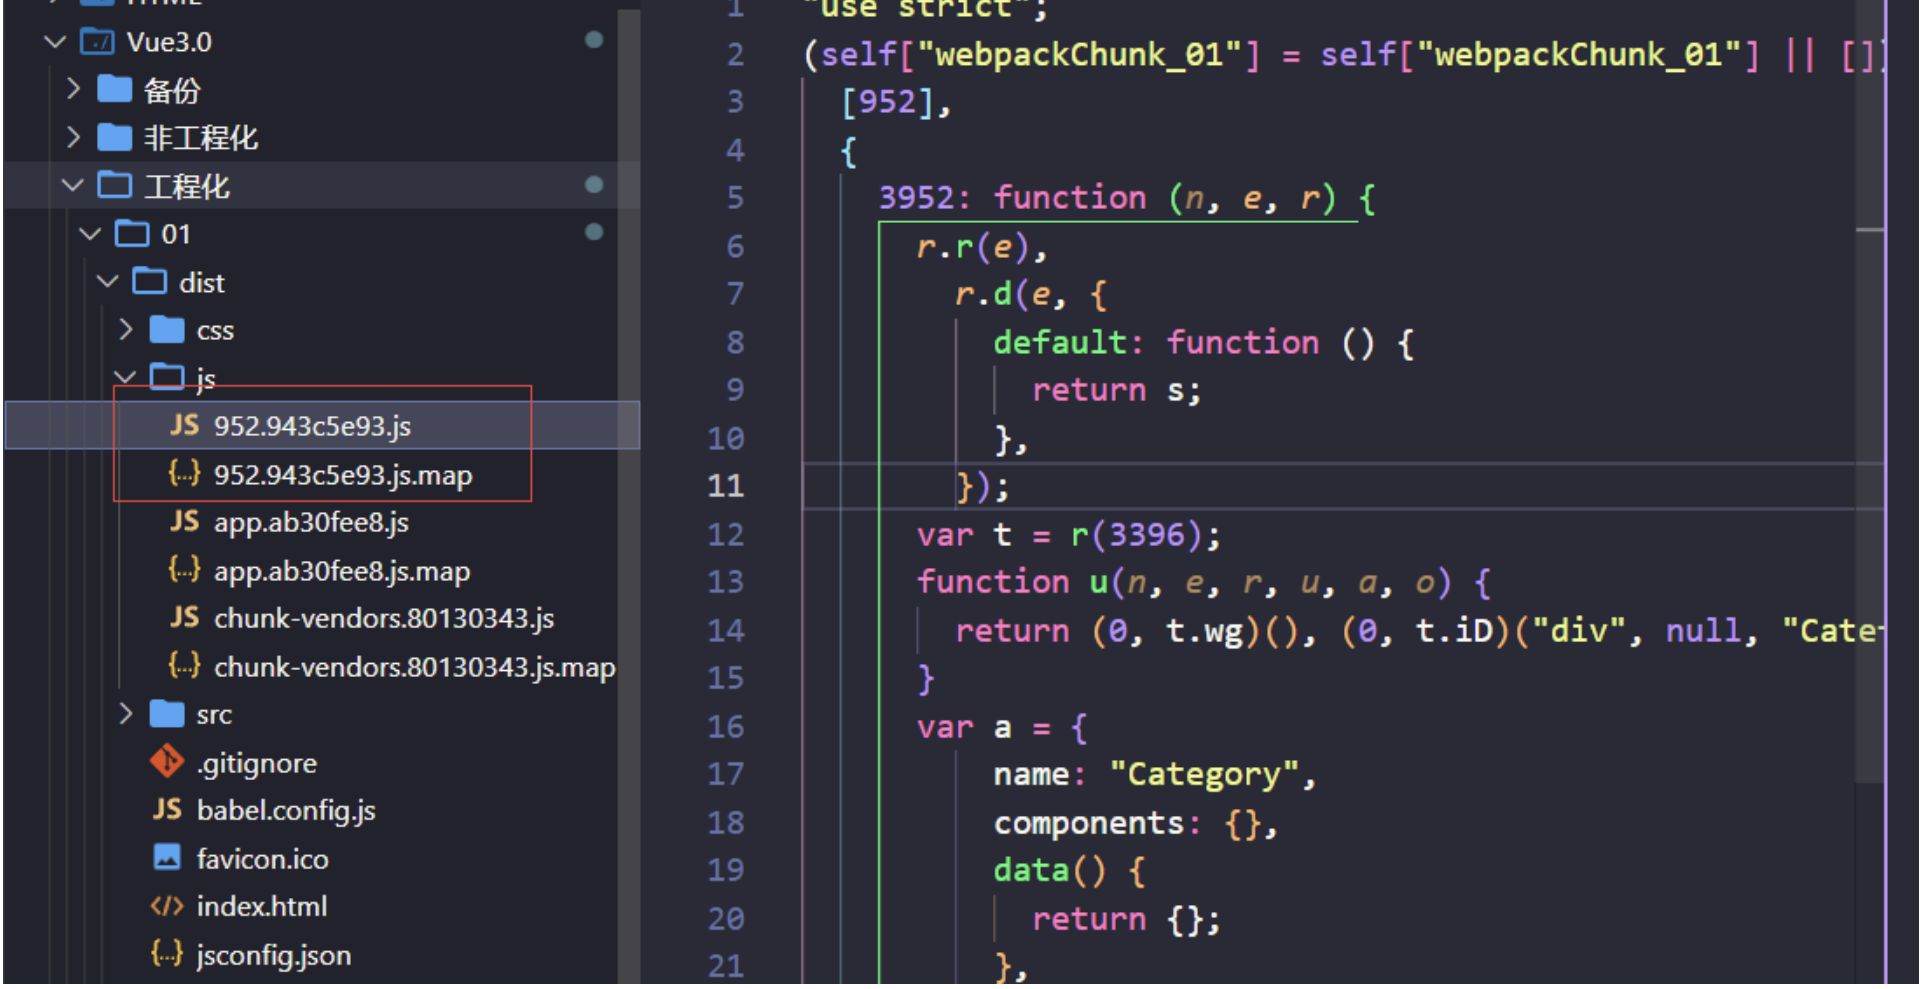 HTML
Vue3.0
备份
非工程化
工程化
01
dist
css
js
JS 952.943c5e93.js
{...} 952.943c5e93.js.map
JS app.ab30fee8.js
{...} app.ab30fee8.js.map
JS chunk-vendors.80130343.js
{...} chunk-vendors.80130343.js.map
src
.gitignore
JS babel.config.js
favicon.ico
</> index.html
{...} jsconfig.json
1 "use strict";
2 (self["webpackChunk_01"] = self["webpackChunk_01"] || [])
3 [952],
4 {
5 3952: function (n, e, r) {
6 r.r(e),
7 r.d(e, {
8 default: function () {
9 return s;
10 },
11 });
12 var t = r(3396);
13 function u(n, e, r, u, a, o) {
14 return (0, t.wg)(), (0, t.iD)("div", null, "Cate
15 }
16 var a = {
17 name: "Category",
18 components: {},
19 data() {
20 return {};
21 },